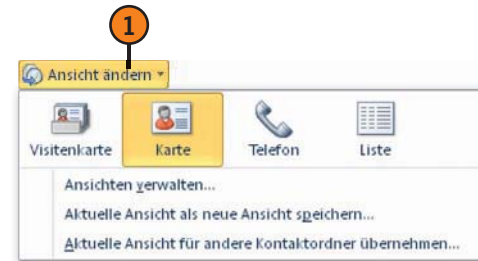 1
Ansicht ändern
Visitenkarte Karte Telefon Liste
Ansichten verwalten...
Aktuelle Ansicht als neue Ansicht speichern...
Aktuelle Ansicht für andere Kontaktordner übernehmen...